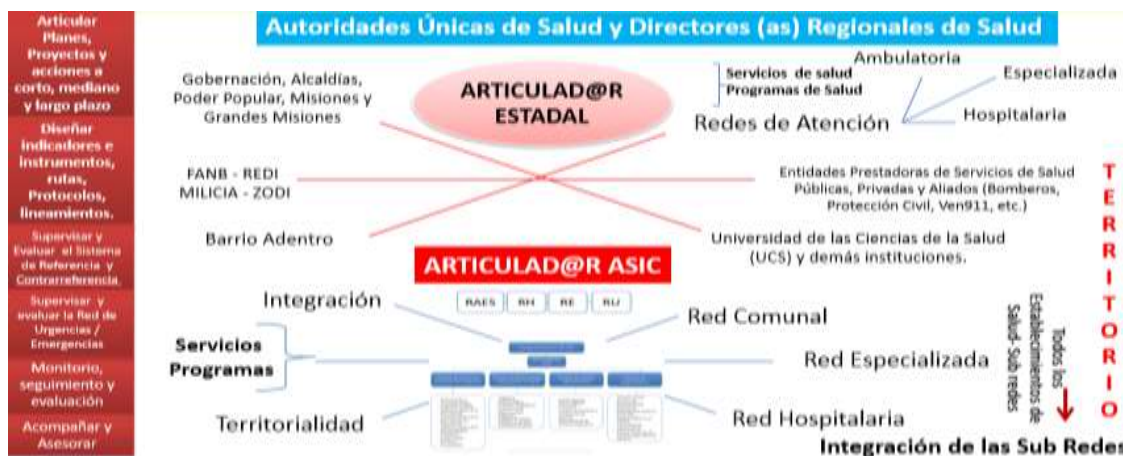 Autoridades Únicas de Salud y Directores (as) Regionales de Salud
Articular
Planes,
Proyectos y
acciones a
corto, mediano
y largo plazo
Diseñar
indicadores e
instrumentos,
rutas,
Protocolos,
lineamientos.
Supervisar y
Evaluar el Sistema
de Referencia y
Contrarreferencia.
Supervisar y
evaluar la Red de
Urgencias /
Emergencias
Monitorio,
seguimiento y
evaluación
Acompañar y
Asesorar
Gobernación, Alcaldías,
Poder Popular, Misiones y
Grandes Misiones
ARTICULAD@R
ESTADAL
Servicios de salud
Programas de Salud
Redes de Atención
Ambulatoria
Especializada
Hospitalaria
FANB - REDI
MILICIA - ZODI
Entidades Prestadoras de Servicios de Salud
Públicas, Privadas y Aliados (Bomberos,
Protección Civil, Ven911, etc.)
Barrio Adentro
Universidad de las Ciencias de la Salud
(UCS) y demás instituciones.
ARTICULAD@R ASIC
RAES
RH
RE
RU
Integración
Servicios
Programas
Territorialidad
Red Comunal
Red Especializada
Red Hospitalaria
Todos los
Establecimientos de
Salud- Sub redes
TERRITORIO
Integración de las Sub Redes